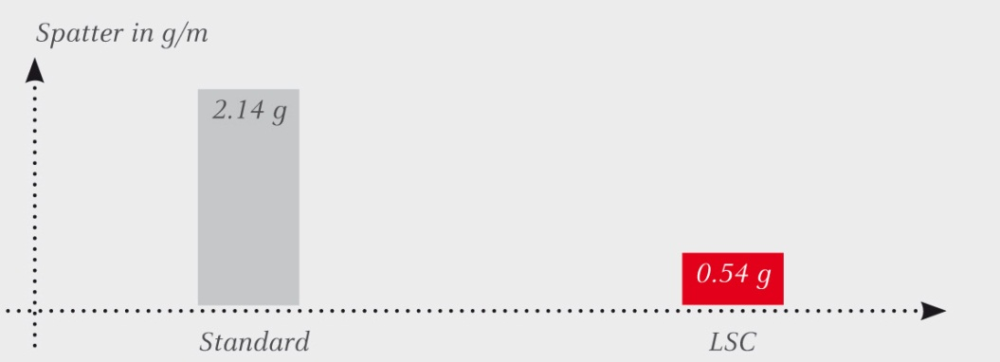 Spatter in g/m
2.14 g
0.54 g
Standard
LSC